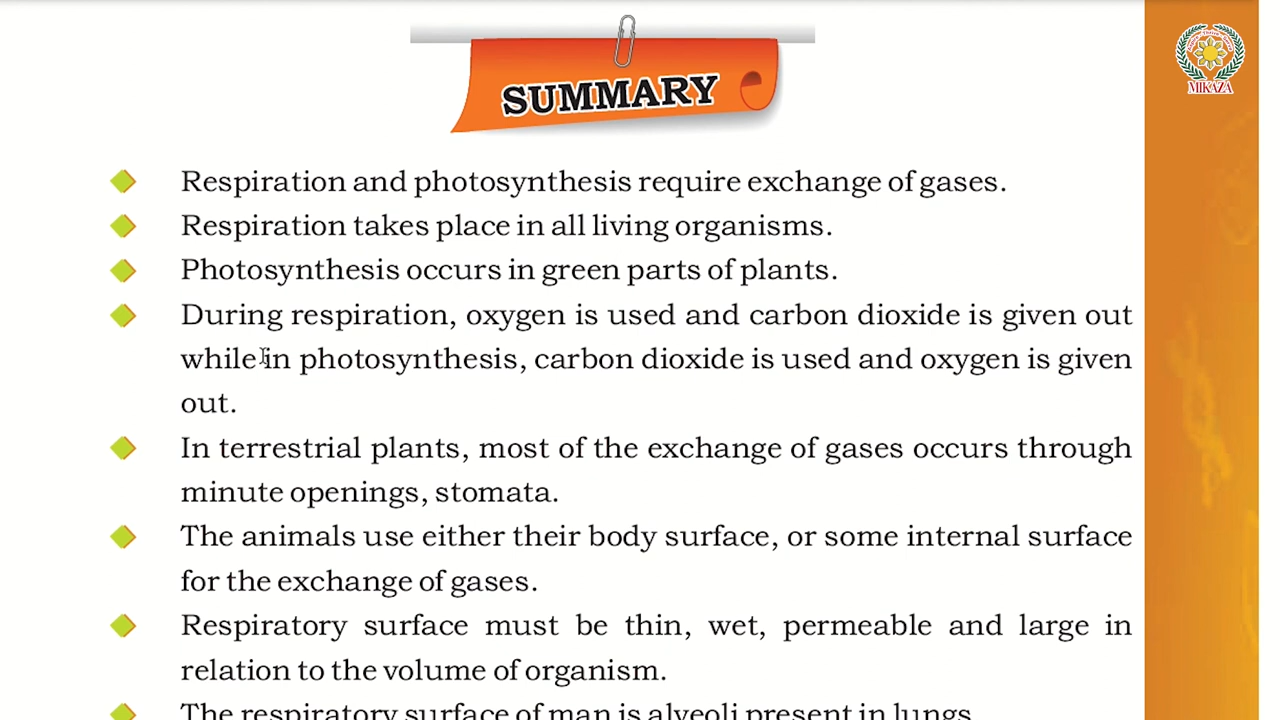 SUMMARY
MIKAZA
Respiration and photosynthesis require exchange of gases.
Respiration takes place in all living organisms.
Photosynthesis occurs in green parts of plants.
During respiration, oxygen is used and carbon dioxide is given out
while in photosynthesis, carbon dioxide is used and oxygen is given
out.
In terrestrial plants, most of the exchange of gases occurs through
minute openings, stomata.
The animals use either their body surface, or some internal surface
for the exchange of gases.
Respiratory surface must be thin, wet, permeable and large in
relation to the volume of organism.
The respiratory surface of man is alveoli present in lungs.